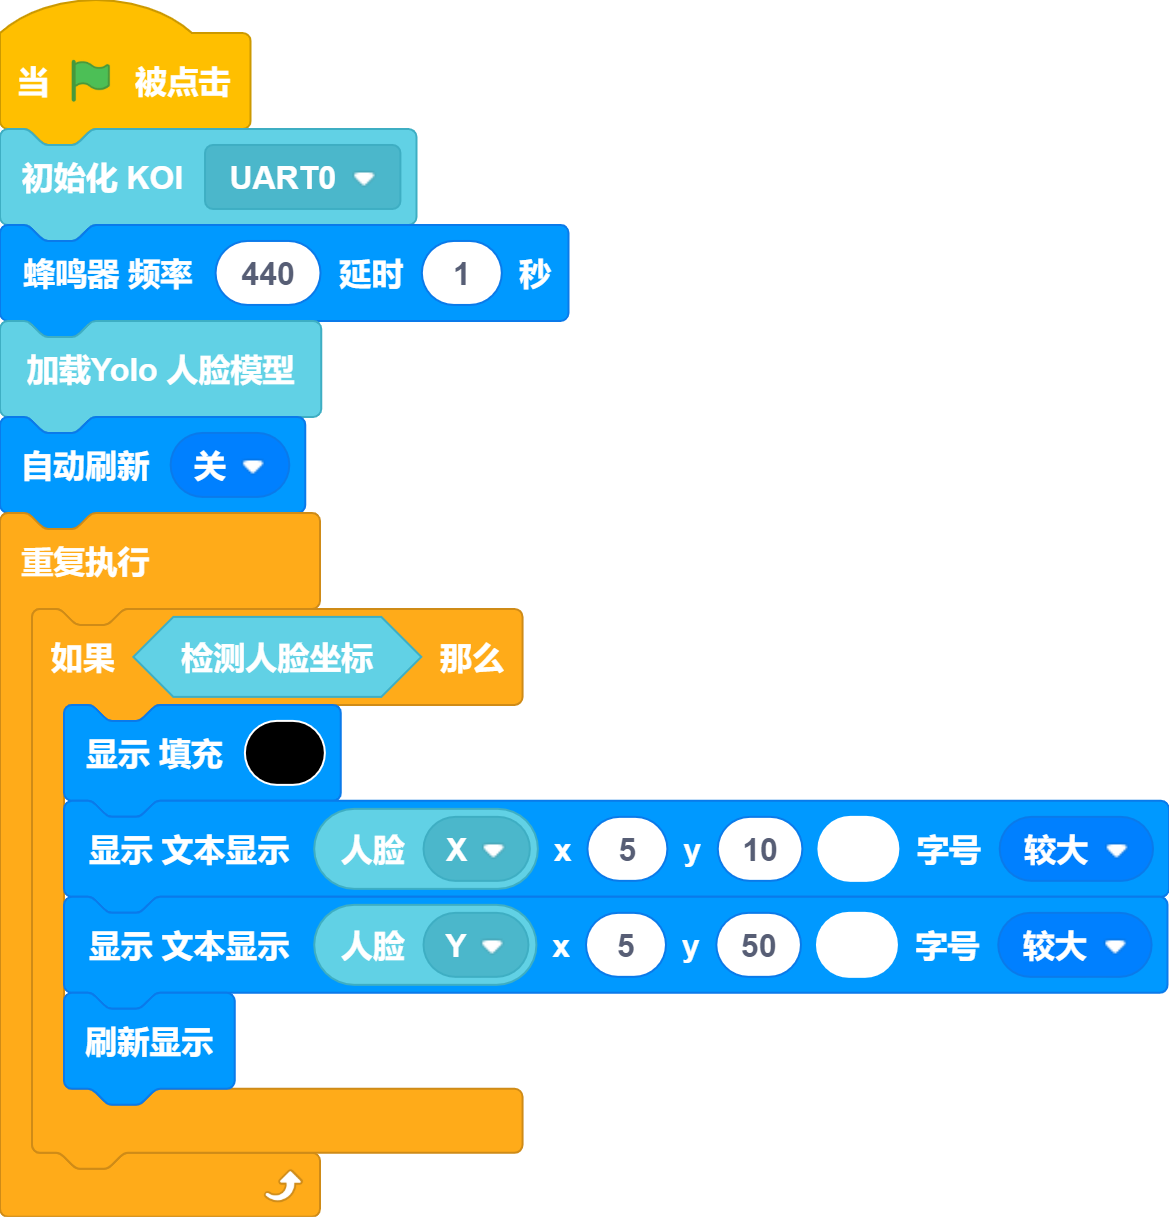 当 被点击
初始化 KOI UART0
蜂鸣器 频率 440 延时 1 秒
加载Yolo 人脸模型
自动刷新 关
重复执行
如果 检测人脸坐标 那么
显示 填充
显示 文本显示 人脸 X x 5 y 10 字号 较大
显示 文本显示 人脸 Y x 5 y 50 字号 较大
刷新显示